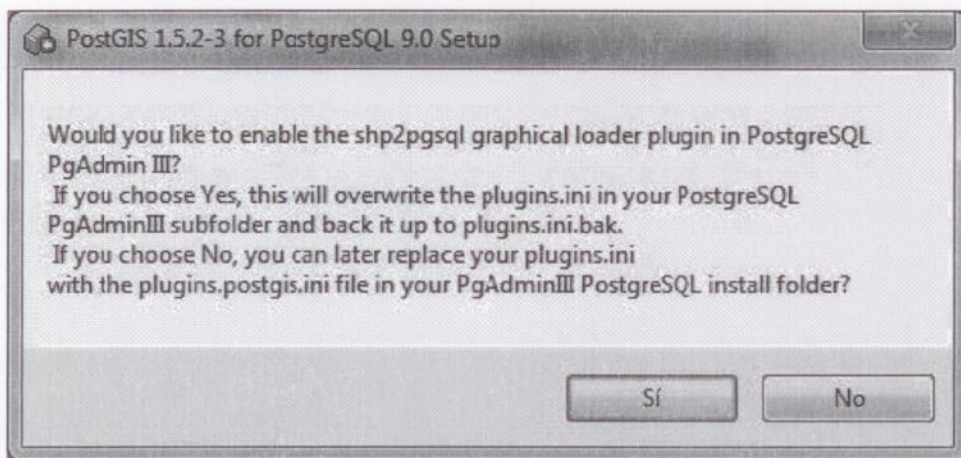 PostGIS 1.5.2-3 for PostgreSQL 9.0 Setup
Would you like to enable the shp2pgsql graphical loader plugin in PostgreSQL
PgAdmin III?
If you choose Yes, this will overwrite the plugins.ini in your PostgreSQL
PgAdminIII subfolder and back it up to plugins.ini.bak.
If you choose No, you can later replace your plugins.ini
with the plugins.postgis.ini file in your PgAdminIII PostgreSQL install folder?
Sí
No